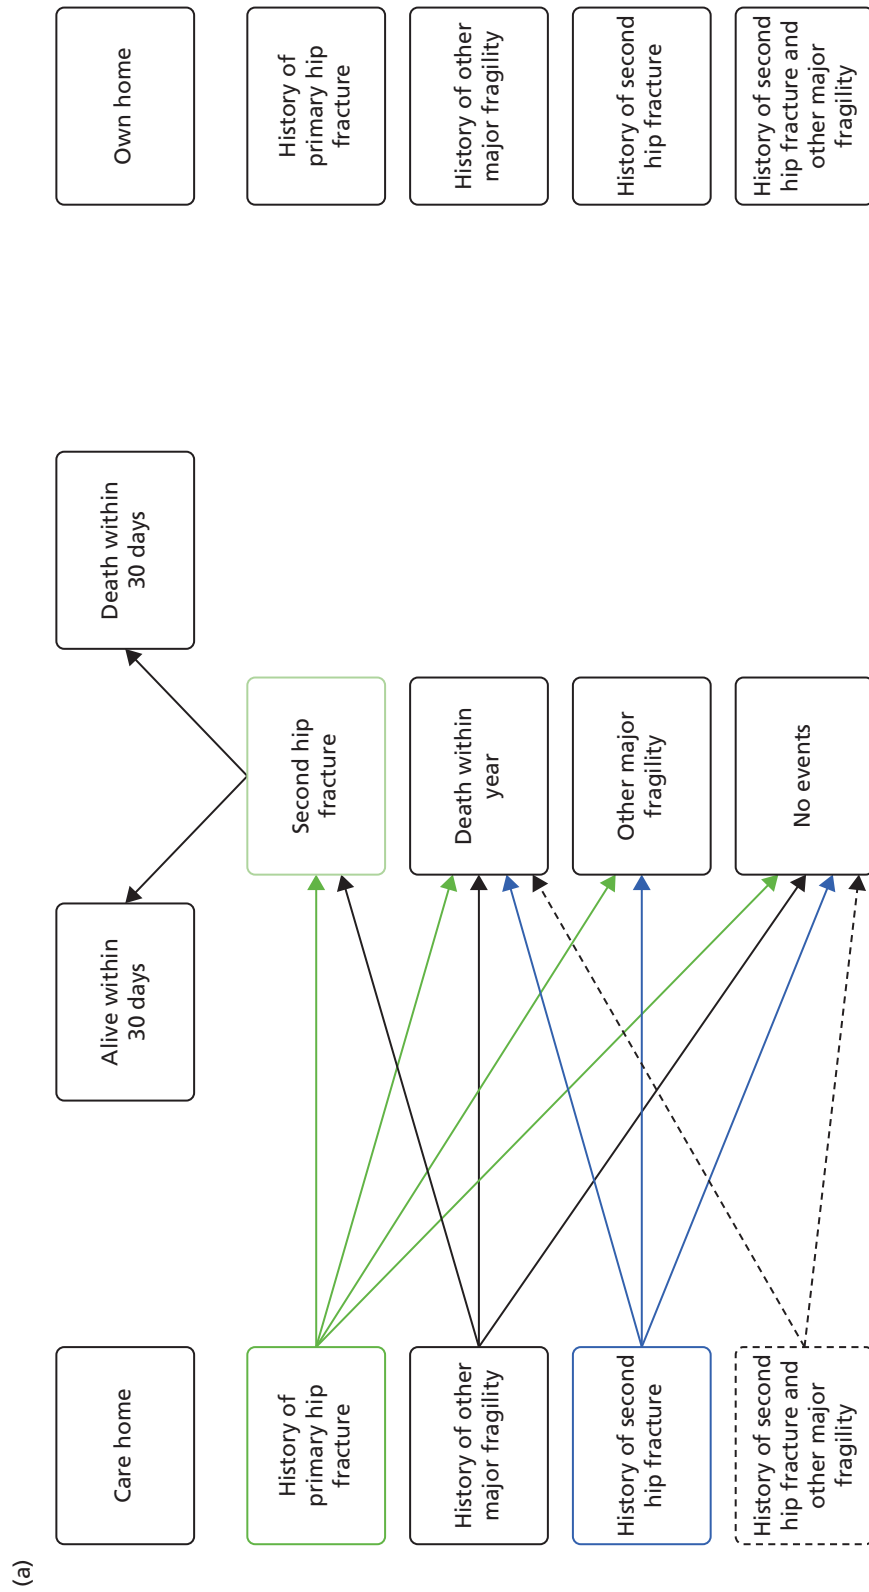 (a)
Care home
Alive within
30 days
Death within
30 days
Own home
History of
primary hip
fracture
Second hip
fracture
History of
primary hip
fracture
History of other
major fragility
Death within
year
History of other
major fragility
History of second
hip fracture
Other major
fragility
History of second
hip fracture
History of second
hip fracture and
other major
fragility
No events
History of second
hip fracture and
other major
fragility